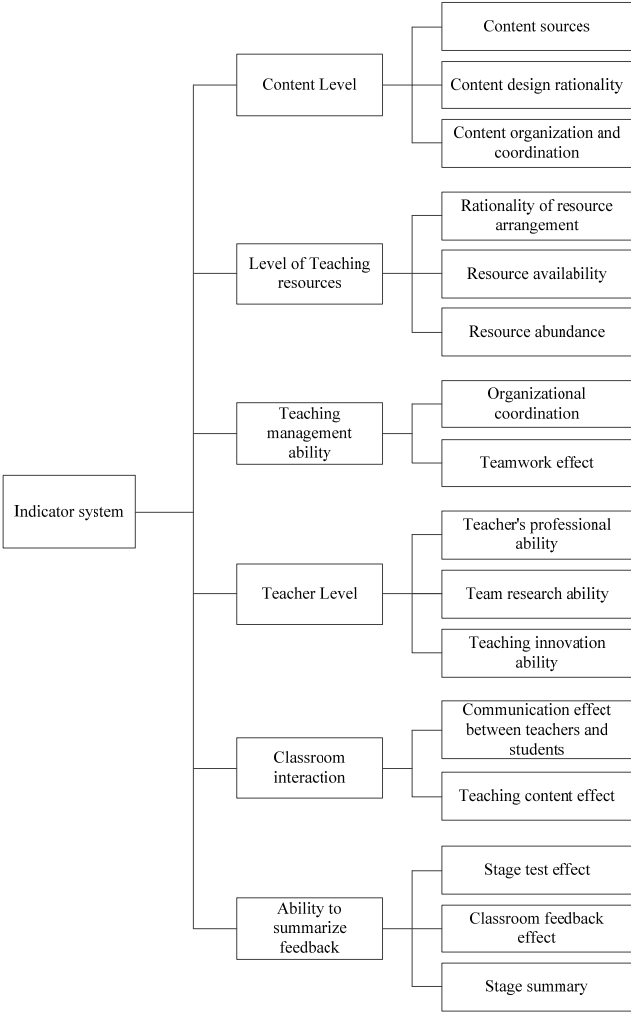 Content sources
Content Level
Content design rationality
Content organization and
coordination
Rationality of resource
arrangement
Level of Teaching
resources
Resource availability
Resource abundance
Organizational
coordination
Teaching
management
ability
Teamwork effect
Indicator system
Teacher's professional
ability
Teacher Level
Team research ability
Teaching innovation
ability
Communication effect
between teachers and
students
Classroom
interaction
Teaching content effect
Stage test effect
Ability to
summarize
feedback
Classroom feedback
effect
Stage summary